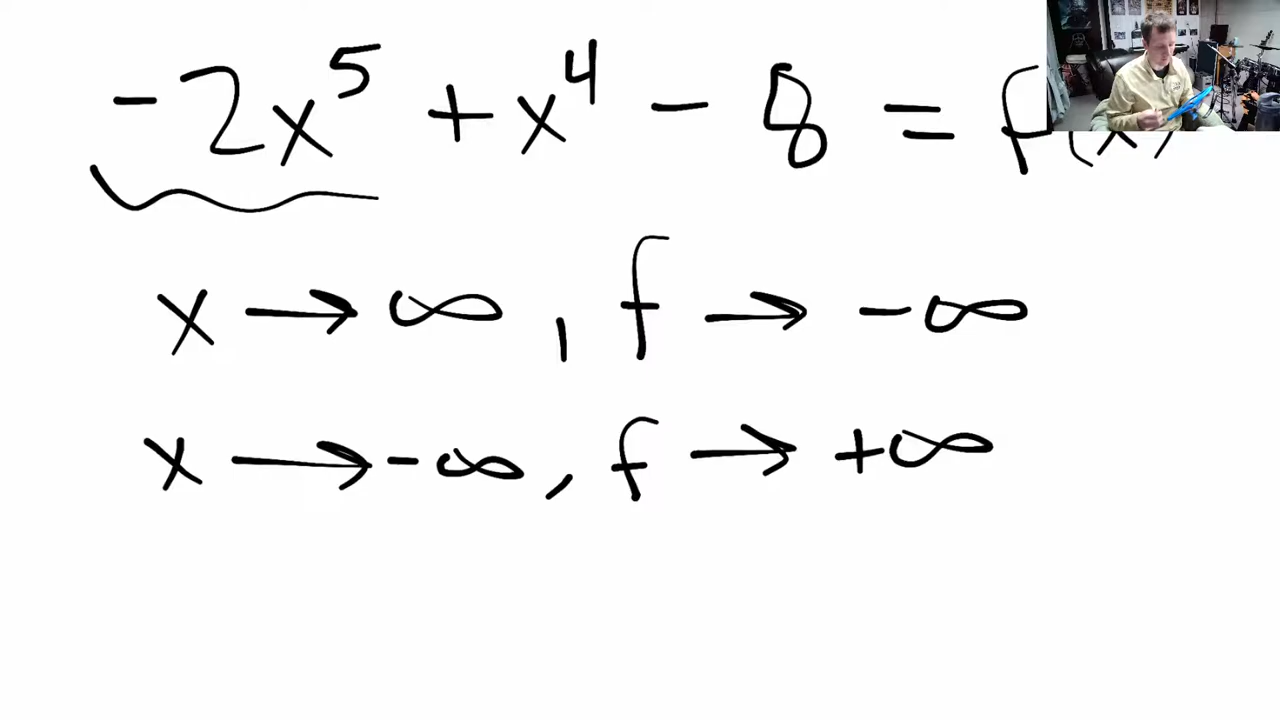 -2x⁵ + x⁴ - 8 = f(x)
x → ∞, f → -∞
x → -∞, f → +∞